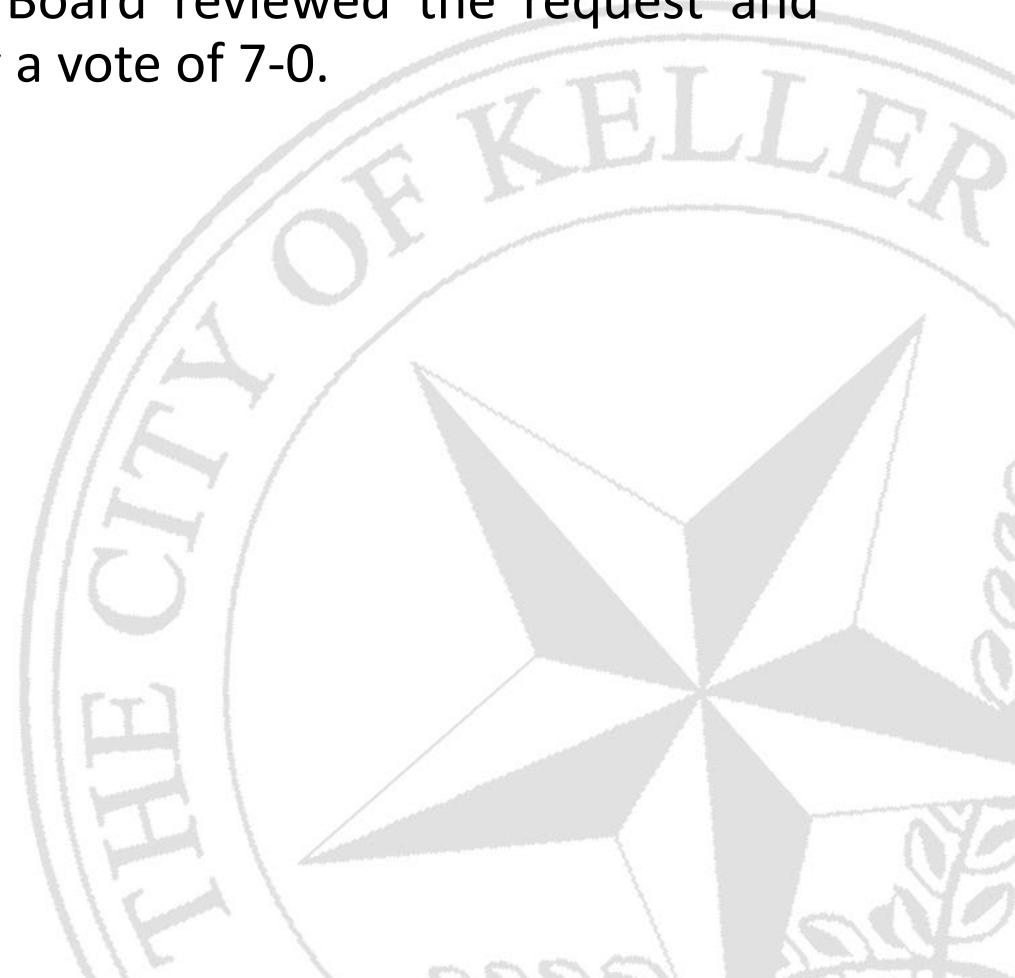 Board reviewed the request and
a vote of 7-0.
THE CITY OF KELLER